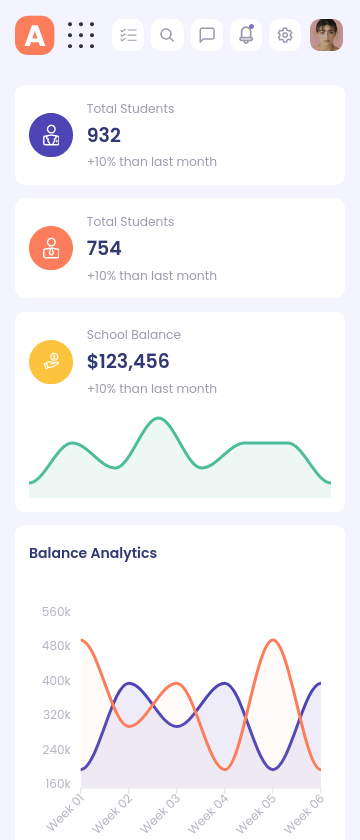 A
Total Students
932
+10% than last month
Total Students
754
+10% than last month
School Balance
$123,456
+10% than last month
Balance Analytics
560k
480k
400k
320k
240k
160k
Week 01
Week 02
Week 03
Week 04
Week 05
Week 06